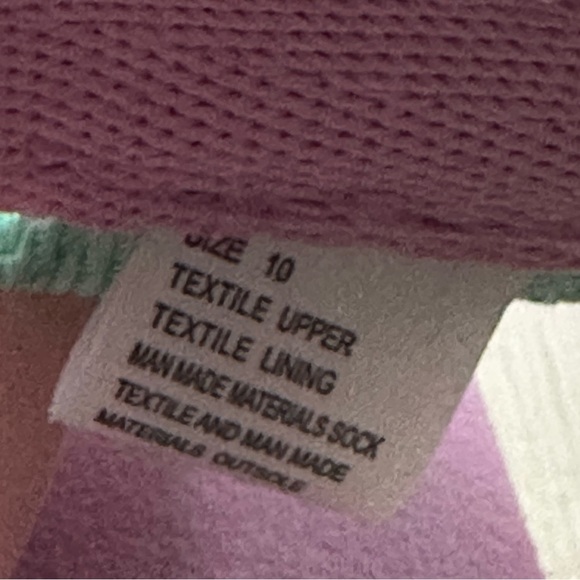 SIZE 10
TEXTILE UPPER
TEXTILE LINING
MAN MADE MATERIALS SOCK
TEXTILE AND MAN MADE
MATERIALS OUTSOLE